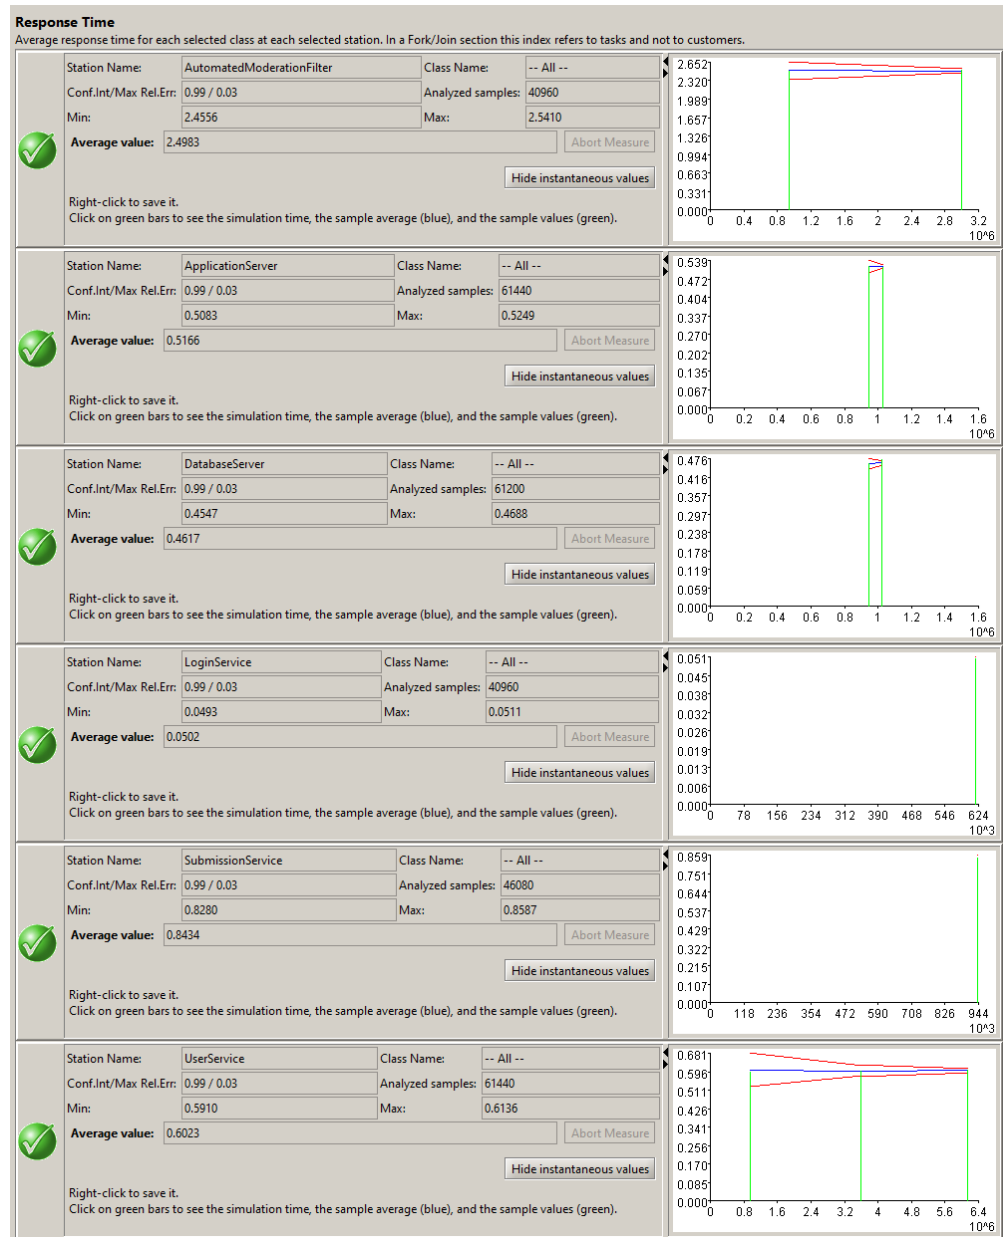 Response Time
Average response time for each selected class at each selected station. In a Fork/Join section this index refers to tasks and not to customers.
Station Name: AutomatedModerationFilter Class Name: -- All --
Conf.Int/Max Rel.Err: 0.99 / 0.03 Analyzed samples: 40960
Min: 2.4556 Max: 2.5410
Average value: 2.4983 Abort Measure
Hide instantaneous values
Right-click to save it.
Click on green bars to see the simulation time, the sample average (blue), and the sample values (green).
2.652
2.320
1.989
1.657
1.326
0.994
0.663
0.331
0.000
0 0.4 0.8 1.2 1.6 2 2.4 2.8 3.2
10^6
Station Name: ApplicationServer Class Name: -- All --
Conf.Int/Max Rel.Err: 0.99 / 0.03 Analyzed samples: 61440
Min: 0.5083 Max: 0.5249
Average value: 0.5166 Abort Measure
Hide instantaneous values
Right-click to save it.
Click on green bars to see the simulation time, the sample average (blue), and the sample values (green).
0.539
0.472
0.404
0.337
0.270
0.202
0.135
0.067
0.000
0 0.2 0.4 0.6 0.8 1 1.2 1.4 1.6
10^6
Station Name: DatabaseServer Class Name: -- All --
Conf.Int/Max Rel.Err: 0.99 / 0.03 Analyzed samples: 61200
Min: 0.4547 Max: 0.4688
Average value: 0.4617 Abort Measure
Hide instantaneous values
Right-click to save it.
Click on green bars to see the simulation time, the sample average (blue), and the sample values (green).
0.476
0.416
0.357
0.297
0.238
0.178
0.119
0.059
0.000
0 0.2 0.4 0.6 0.8 1 1.2 1.4 1.6
10^6
Station Name: LoginService Class Name: -- All --
Conf.Int/Max Rel.Err: 0.99 / 0.03 Analyzed samples: 40960
Min: 0.0493 Max: 0.0511
Average value: 0.0502 Abort Measure
Hide instantaneous values
Right-click to save it.
Click on green bars to see the simulation time, the sample average (blue), and the sample values (green).
0.051
0.045
0.038
0.032
0.026
0.019
0.013
0.006
0.000
0 78 156 234 312 390 468 546 624
10^3
Station Name: SubmissionService Class Name: -- All --
Conf.Int/Max Rel.Err: 0.99 / 0.03 Analyzed samples: 46080
Min: 0.8280 Max: 0.8587
Average value: 0.8434 Abort Measure
Hide instantaneous values
Right-click to save it.
Click on green bars to see the simulation time, the sample average (blue), and the sample values (green).
0.859
0.751
0.644
0.537
0.429
0.322
0.215
0.107
0.000
0 118 236 354 472 590 708 826 944
10^3
Station Name: UserService Class Name: -- All --
Conf.Int/Max Rel.Err: 0.99 / 0.03 Analyzed samples: 61440
Min: 0.5910 Max: 0.6136
Average value: 0.6023 Abort Measure
Hide instantaneous values
Right-click to save it.
Click on green bars to see the simulation time, the sample average (blue), and the sample values (green).
0.681
0.596
0.511
0.426
0.341
0.256
0.170
0.085
0.000
0 0.8 1.6 2.4 3.2 4 4.8 5.6 6.4
10^6